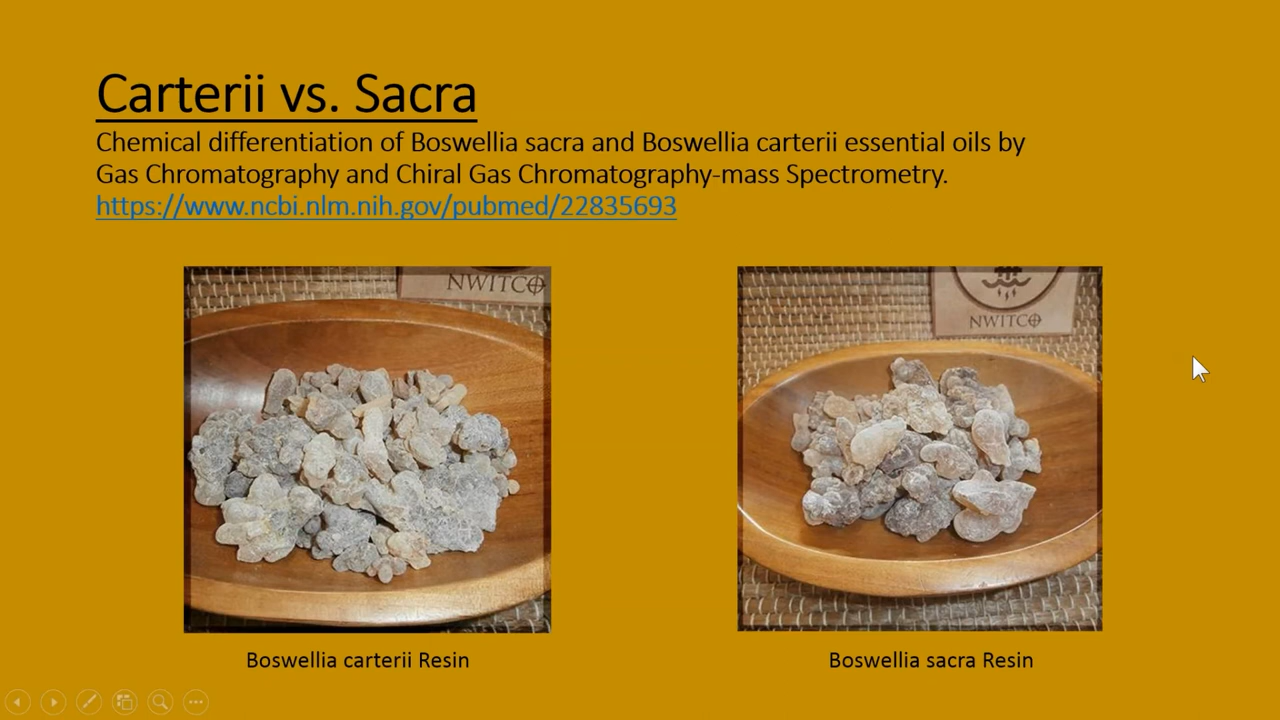 Carterii vs. Sacra
Chemical differentiation of Boswellia sacra and Boswellia carterii essential oils by
Gas Chromatography and Chiral Gas Chromatography-mass Spectrometry.
https://www.ncbi.nlm.nih.gov/pubmed/22835693
NWITCO
NWITCO
Boswellia carterii Resin
Boswellia sacra Resin